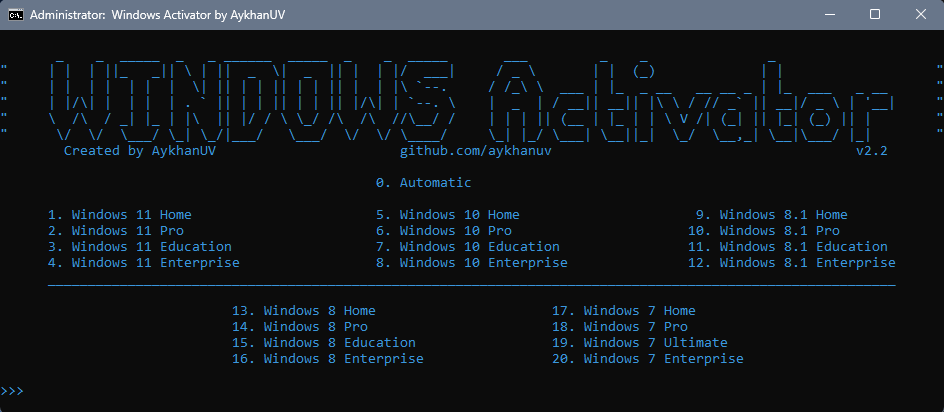 Administrator: Windows Activator by AykhanUV
WINDOWS Activator
Created by AykhanUV github.com/aykhanuv v2.2
0. Automatic
1. Windows 11 Home 5. Windows 10 Home 9. Windows 8.1 Home
2. Windows 11 Pro 6. Windows 10 Pro 10. Windows 8.1 Pro
3. Windows 11 Education 7. Windows 10 Education 11. Windows 8.1 Education
4. Windows 11 Enterprise 8. Windows 10 Enterprise 12. Windows 8.1 Enterprise
13. Windows 8 Home 17. Windows 7 Home
14. Windows 8 Pro 18. Windows 7 Pro
15. Windows 8 Education 19. Windows 7 Ultimate
16. Windows 8 Enterprise 20. Windows 7 Enterprise
>>>